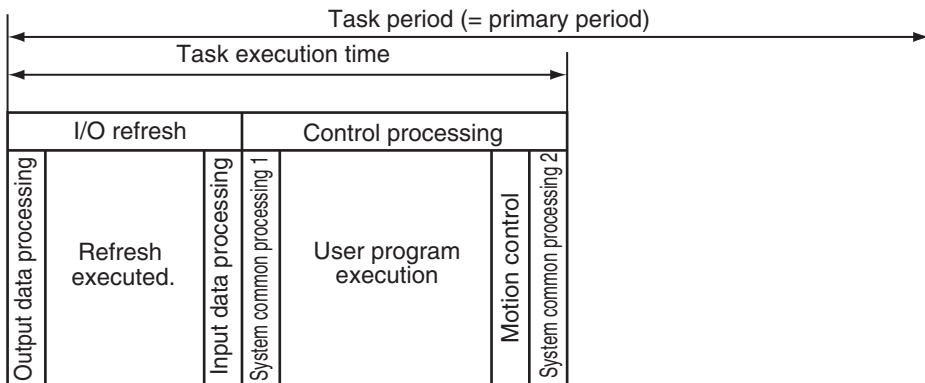 Task period (= primary period)
Task execution time
I/O refresh
Control processing
Output data processing
Refresh
executed.
Input data processing
System common processing 1
User program
execution
Motion control
System common processing 2